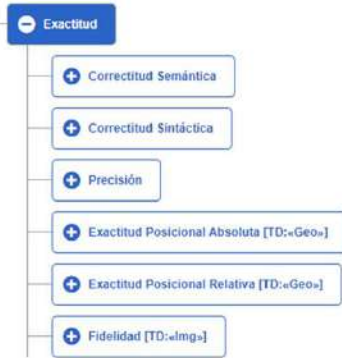 Exactitud
Correctitud Semántica
Correctitud Sintáctica
Precisión
Exactitud Posicional Absoluta [TD:«Geo»]
Exactitud Posicional Relativa [TD:«Geo»]
Fidelidad [TD:«Img»]